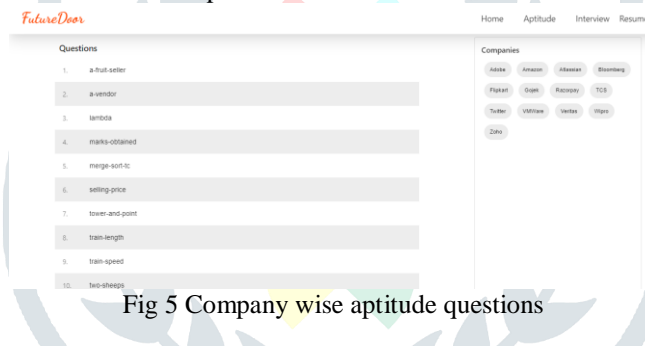 FutureDoor Home Aptitude Interview Resume
Questions
1. a-fruit-seller
2. a-vendor
3. lambda
4. marks-obtained
5. merge-sort-tc
6. selling-price
7. tower-and-point
8. train-length
9. train-speed
10. two-sheeps
Companies
Adobe Amazon Atlassian Bloomberg
Flipkart Gojek Razorpay TCS
Twitter VMWare Veritas Wipro
Zoho
Fig 5 Company wise aptitude questions